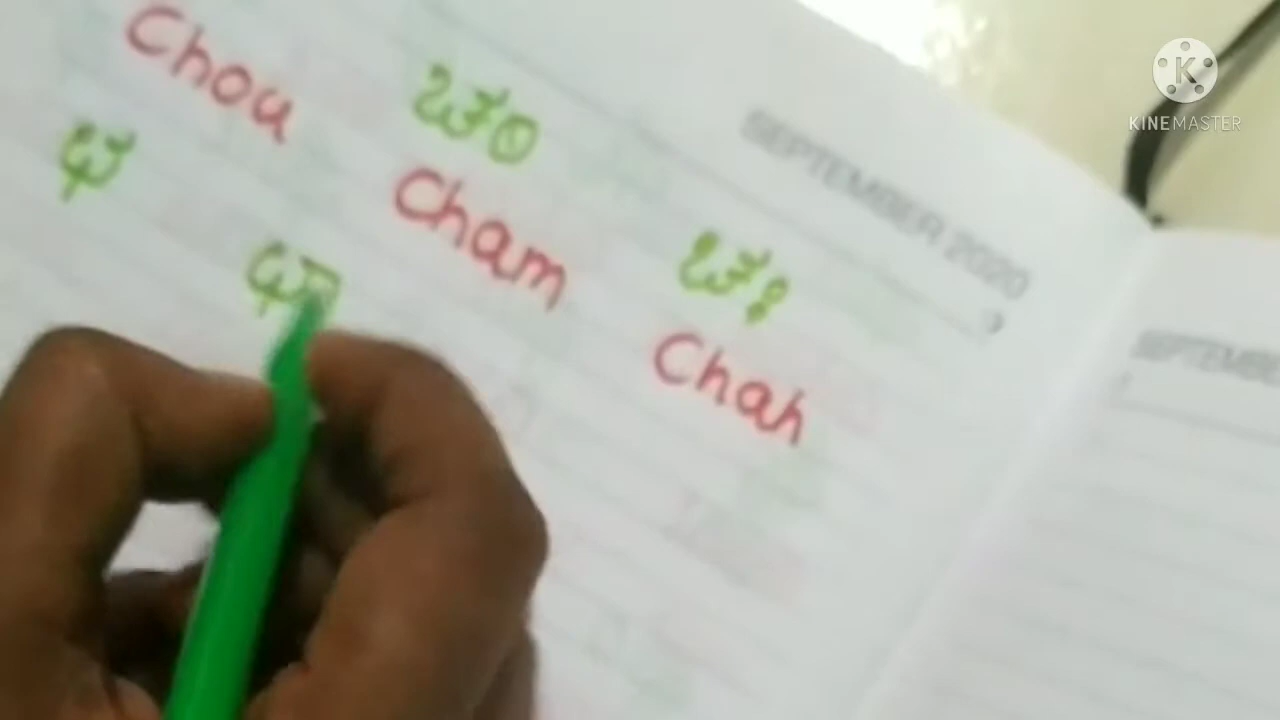 Chou
ಚಂ
Cham
ಚಃ
Chah
ಛ
SEPTEMBER 2020
KINEMASTER